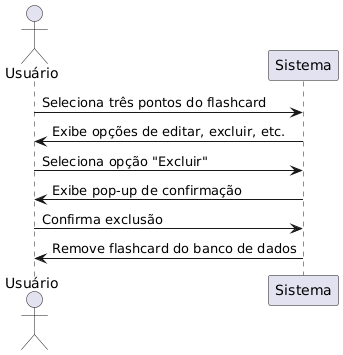 Usuário
Sistema
Seleciona três pontos do flashcard
Exibe opções de editar, excluir, etc.
Seleciona opção "Excluir"
Exibe pop-up de confirmação
Confirma exclusão
Remove flashcard do banco de dados
Usuário
Sistema